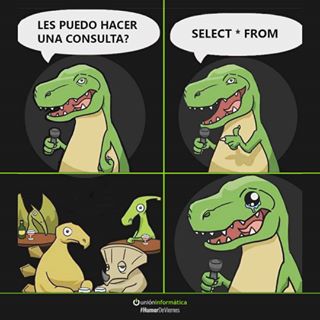 LES PUEDO HACER
UNA CONSULTA?
SELECT * FROM
unióninformática
#HumorDeViernes